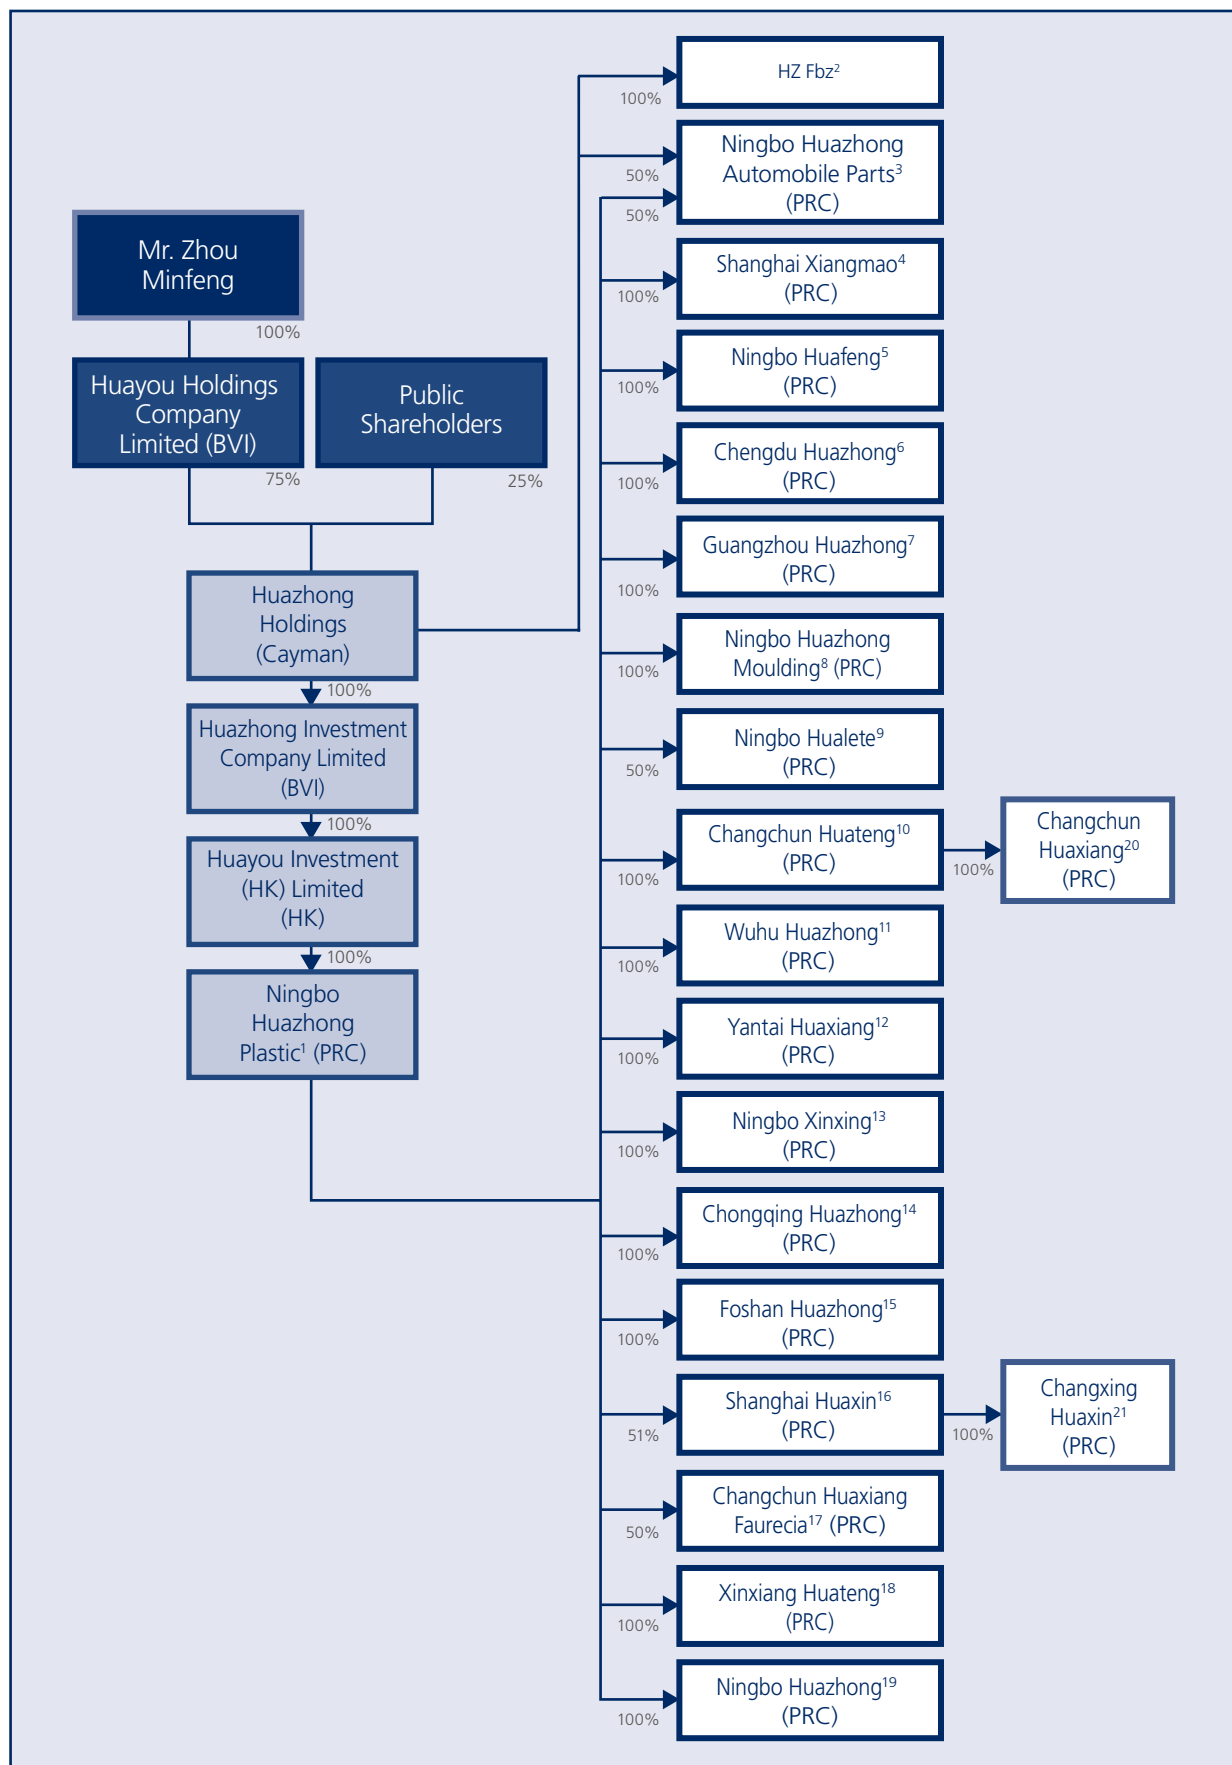 Mr. Zhou
Minfeng
100%
Huayou Holdings
Company
Limited (BVI)
75%
Public
Shareholders
25%
Huazhong
Holdings
(Cayman)
100%
Huazhong Investment
Company Limited
(BVI)
100%
Huayou Investment
(HK) Limited
(HK)
100%
Ningbo
Huazhong
Plastic¹ (PRC)
HZ Fbz²
100%
Ningbo Huazhong
Automobile Parts³
(PRC)
50%
50%
Shanghai Xiangmao⁴
(PRC)
100%
Ningbo Huafeng⁵
(PRC)
100%
Chengdu Huazhong⁶
(PRC)
100%
Guangzhou Huazhong⁷
(PRC)
100%
Ningbo Huazhong
Moulding⁸ (PRC)
100%
Ningbo Hualete⁹
(PRC)
50%
Changchun Huateng¹⁰
(PRC)
100%
Changchun
Huaxiang²⁰
(PRC)
100%
Wuhu Huazhong¹¹
(PRC)
100%
Yantai Huaxiang¹²
(PRC)
100%
Ningbo Xinxing¹³
(PRC)
100%
Chongqing Huazhong¹⁴
(PRC)
100%
Foshan Huazhong¹⁵
(PRC)
100%
Shanghai Huaxin¹⁶
(PRC)
51%
Changxing
Huaxin²¹
(PRC)
100%
Changchun Huaxiang
Faurecia¹⁷ (PRC)
50%
Xinxiang Huateng¹⁸
(PRC)
100%
Ningbo Huazhong¹⁹
(PRC)
100%